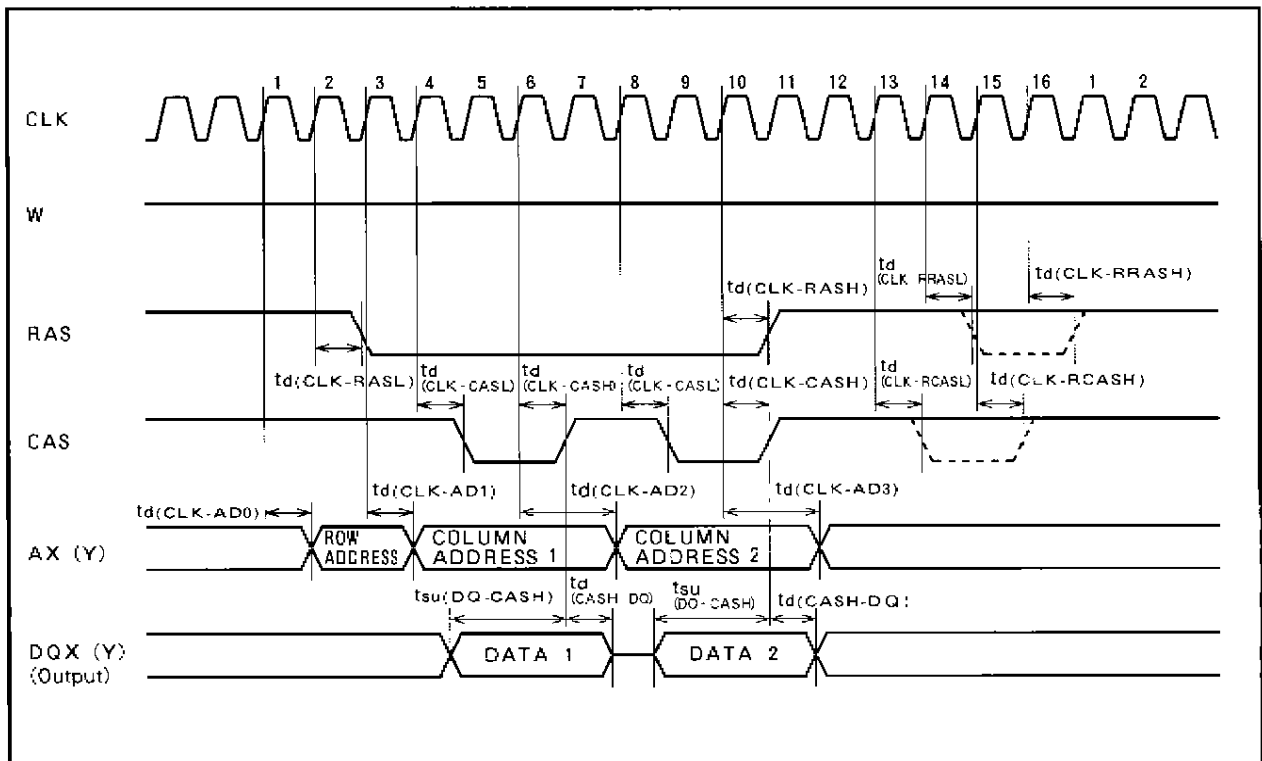 1 2 3 4 5 6 7 8 9 10 11 12 13 14 15 16 1 2
CLK
W
td
(CLK RRASL)
td(CLK-RRASH)
td(CLK-RASH)
RAS
td(CLK-RASL)
td
(CLK-CASL)
td
(CLK-CASH)
td
(CLK-CASL)
td(CLK-CASH)
td
(CLK-RCASL)
td(CLK-RCASH)
CAS
td(CLK-AD0)
td(CLK-AD1)
td(CLK-AD2)
td(CLK-AD3)
AX (Y)
ROW
ADDRESS
COLUMN
ADDRESS 1
COLUMN
ADDRESS 2
tsu(DQ-CASH)
td
(CASH DQ)
tsu
(DQ-CASH)
td(CASH-DQ)
DQX (Y)
(Output)
DATA 1
DATA 2